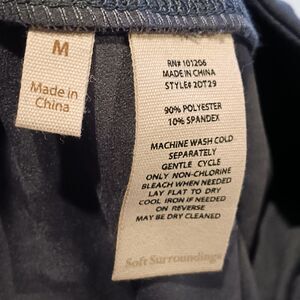 M
Made in
China
RN# 101206
MADE IN CHINA
STYLE# 2DT29
90% POLYESTER
10% SPANDEX
MACHINE WASH COLD
SEPARATELY
GENTLE CYCLE
ONLY NON-CHLORINE
BLEACH WHEN NEEDED
LAY FLAT TO DRY
COOL IRON IF NEEDED
ON REVERSE
MAY BE DRY CLEANED
Soft Surroundings